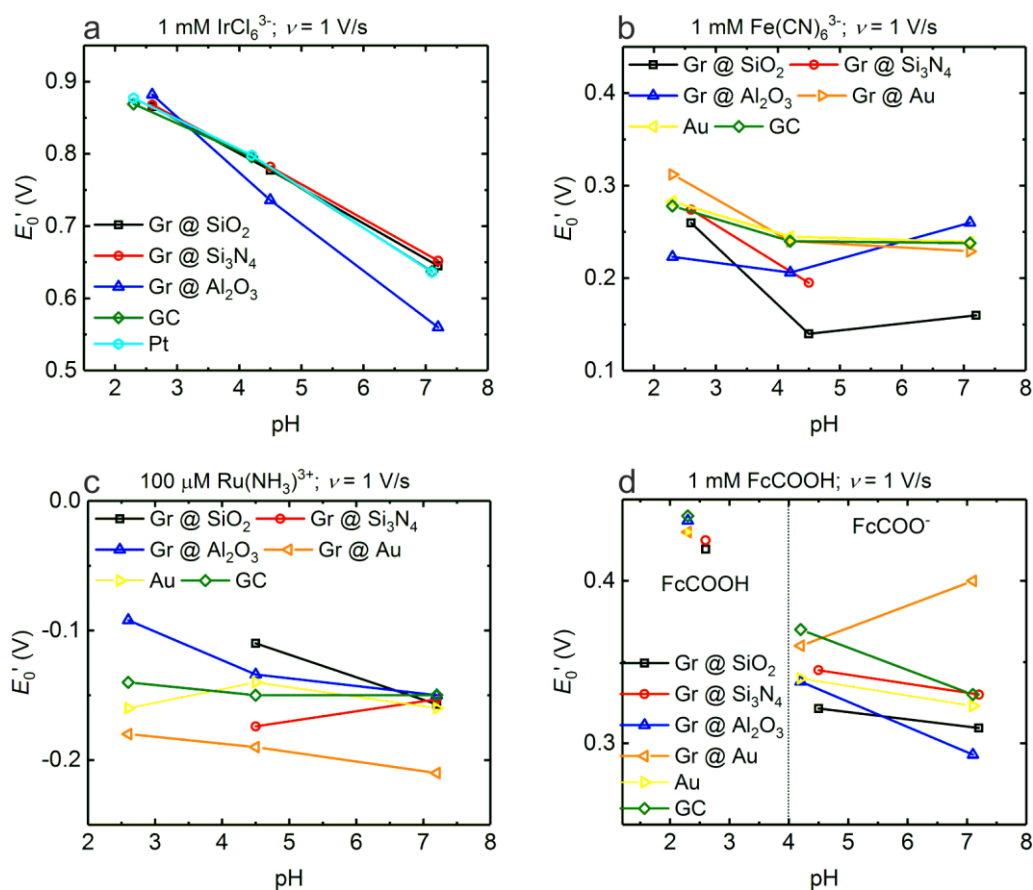 a 1 mM IrCl₆³⁻; ν = 1 V/s
0.9
0.8
0.7
0.6
0.5
E₀' (V)
Gr @ SiO₂
Gr @ Si₃N₄
Gr @ Al₂O₃
GC
Pt
2 3 4 5 6 7 8
pH
b 1 mM Fe(CN)₆³⁻; ν = 1 V/s
0.4
0.3
0.2
0.1
E₀' (V)
Gr @ SiO₂ Gr @ Si₃N₄
Gr @ Al₂O₃ Gr @ Au
Au GC
2 3 4 5 6 7 8
pH
c 100 μM Ru(NH₃)³⁺; ν = 1 V/s
0.0
-0.1
-0.2
E₀' (V)
Gr @ SiO₂ Gr @ Si₃N₄
Gr @ Al₂O₃ Gr @ Au
Au GC
2 3 4 5 6 7 8
pH
d 1 mM FcCOOH; ν = 1 V/s
0.4
0.3
E₀' (V)
FcCOO⁻
FcCOOH
Gr @ SiO₂
Gr @ Si₃N₄
Gr @ Al₂O₃
Gr @ Au
Au
GC
2 3 4 5 6 7 8
pH